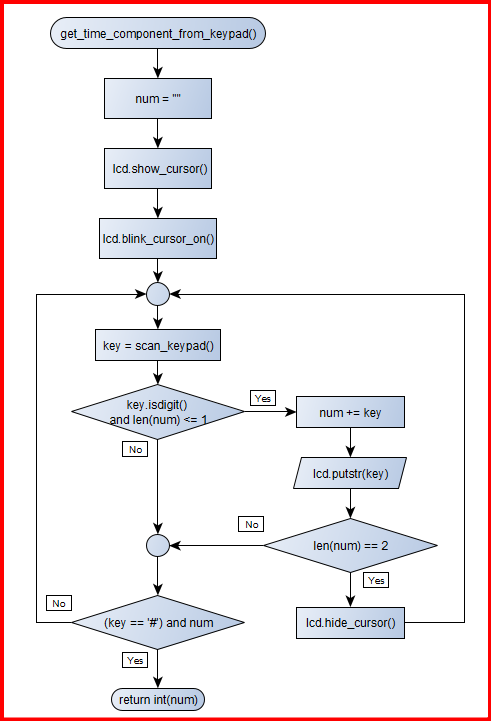 get_time_component_from_keypad()
num = ""
lcd.show_cursor()
lcd.blink_cursor_on()
key = scan_keypad()
key.isdigit()
and len(num) <= 1
Yes
num += key
No
lcd.putstr(key)
No
len(num) == 2
Yes
No
(key == '#') and num
lcd.hide_cursor()
Yes
return int(num)